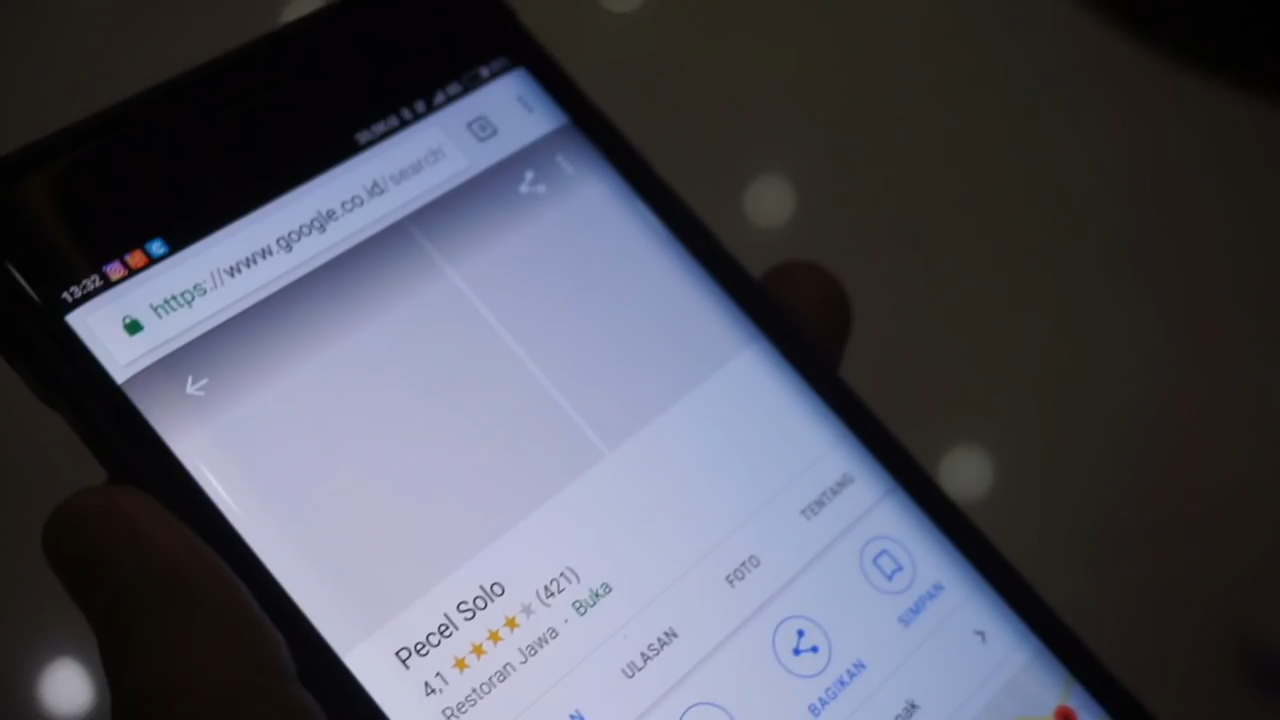 13:32
https://www.google.co.id/search
Pecel Solo
4,1 (421)
Restoran Jawa · Buka
ULASAN
FOTO
TENTANG
BAGIKAN
SIMPAN